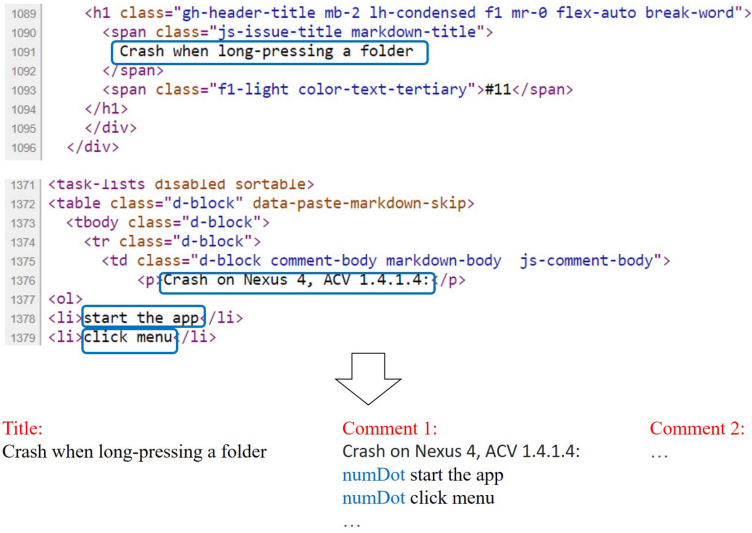 1089 <h1 class="gh-header-title mb-2 lh-condensed f1 mr-0 flex-auto break-word">
1090 <span class="js-issue-title markdown-title">
1091 Crash when long-pressing a folder
1092 </span>
1093 <span class="f1-light color-text-tertiary">#11</span>
1094 </h1>
1095 </div>
1096 </div>
1371 <task-lists disabled sortable>
1372 <table class="d-block" data-paste-markdown-skip>
1373 <tbody class="d-block">
1374 <tr class="d-block">
1375 <td class="d-block comment-body markdown-body  js-comment-body">
1376 <p>Crash on Nexus 4, ACV 1.4.1.4:</p>
1377 <ol>
1378 <li>start the app</li>
1379 <li>click menu</li>
Title:
Crash when long-pressing a folder
Comment 1:
Crash on Nexus 4, ACV 1.4.1.4:
numDot start the app
numDot click menu
...
Comment 2:
...